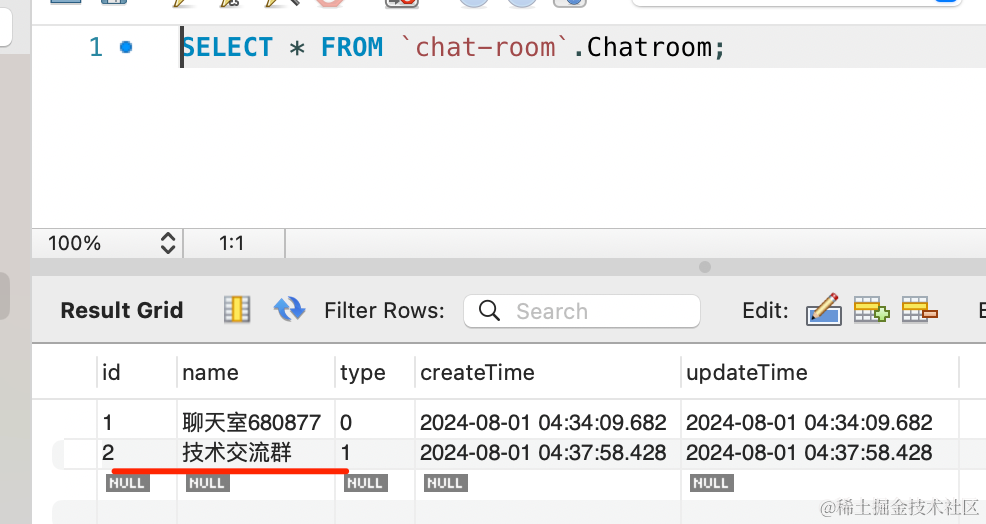 1 SELECT * FROM `chat-room`.Chatroom;
100% 1:1
Result Grid Filter Rows: Search Edit:
id name type createTime updateTime
1 聊天室680877 0 2024-08-01 04:34:09.682 2024-08-01 04:34:09.682
2 技术交流群 1 2024-08-01 04:37:58.428 2024-08-01 04:37:58.428
NULL NULL NULL NULL NULL
@稀土掘金技术社区